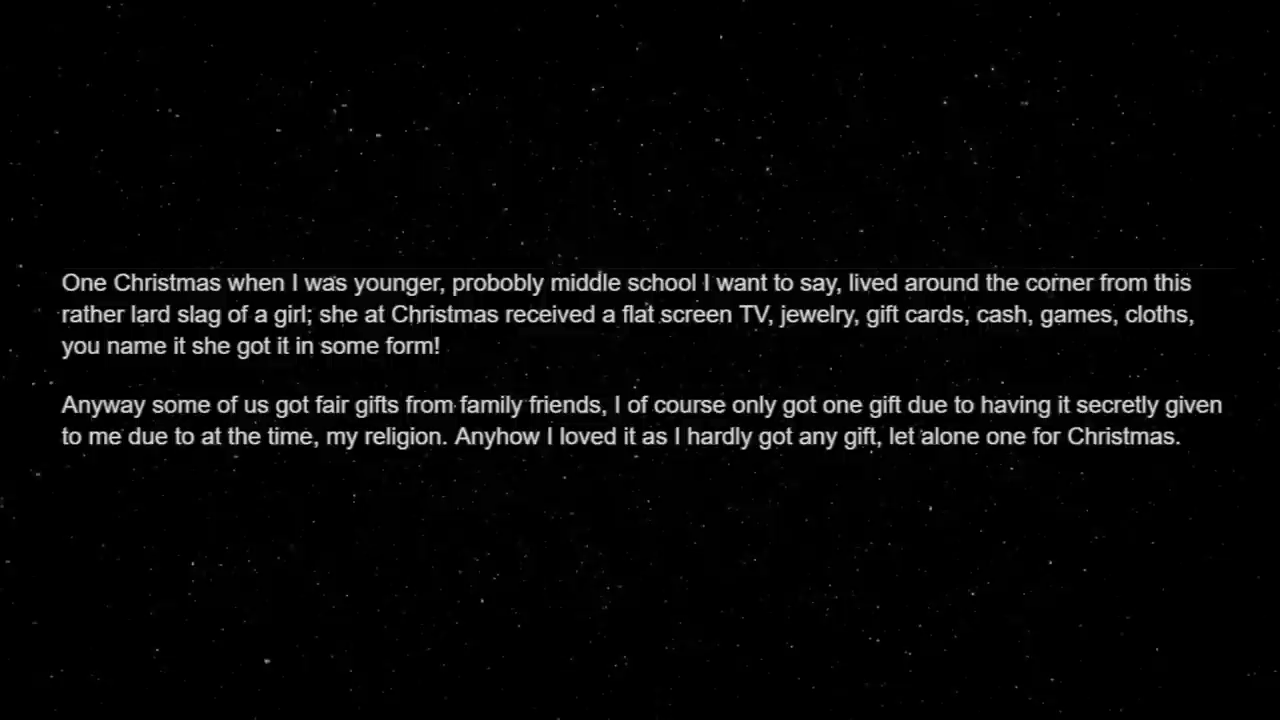 One Christmas when I was younger, probobly middle school I want to say, lived around the corner from this
rather lard slag of a girl; she at Christmas received a flat screen TV, jewelry, gift cards, cash, games, cloths,
you name it she got it in some form!
Anyway some of us got fair gifts from family friends, I of course only got one gift due to having it secretly given
to me due to at the time, my religion. Anyhow I loved it as I hardly got any gift, let alone one for Christmas.